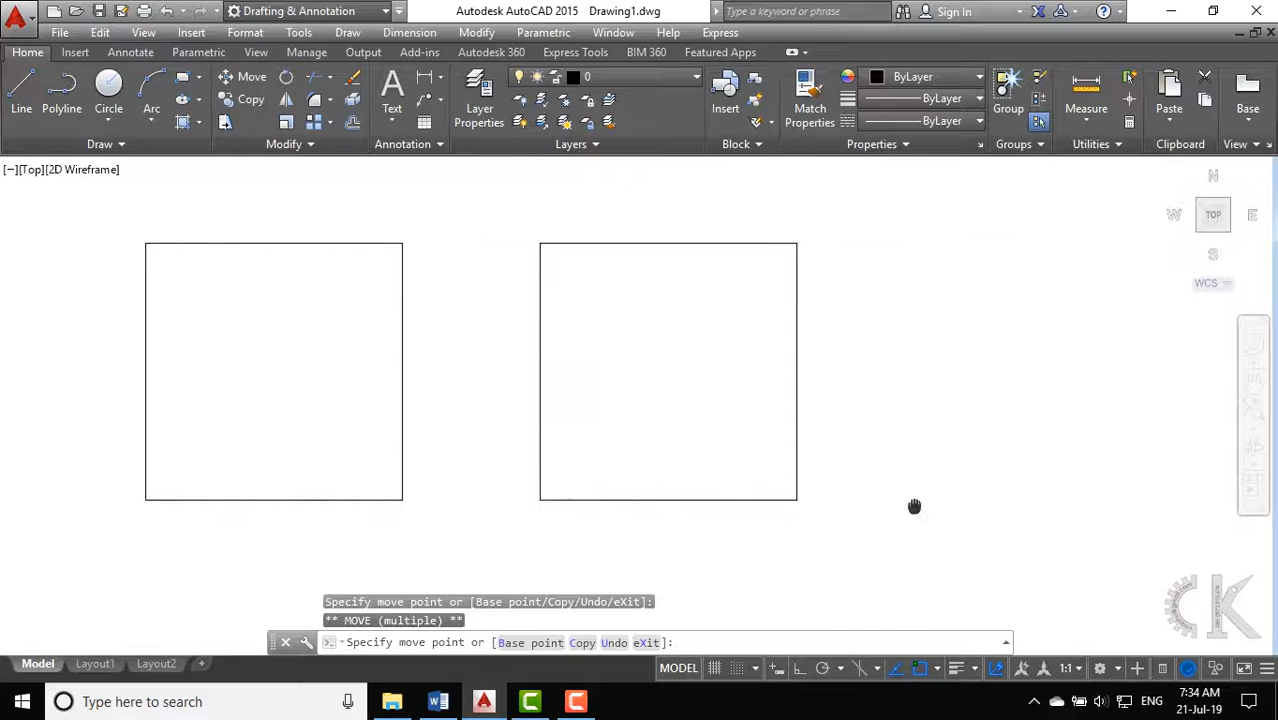 Drafting & Annotation
Autodesk AutoCAD 2015 Drawing1.dwg
Type a keyword or phrase
Sign In
File Edit View Insert Format Tools Draw Dimension Modify Parametric Window Help Express
Home Insert Annotation Parametric View Manage Output Add-ins Autodesk 360 Express Tools BIM 360 Featured Apps
Move
0
ByLayer
Copy
ByLayer
Line Polyline Circle Arc
Text
Layer Properties
Insert
Match Properties
ByLayer
Group
Measure
Paste
Base
Draw Modify Annotation Layers Block Properties Groups Utilities Clipboard View
[−][Top][2D Wireframe]
N
W TOP E
S
WCS
Specify move point or [Base point/Copy/Undo/eXit]:
** MOVE (multiple) **
Specify move point or [Base point Copy Undo eXit]:
Model Layout1 Layout2 +
MODEL
1:1
Type here to search
ENG
7:34 AM
21-Jul-19